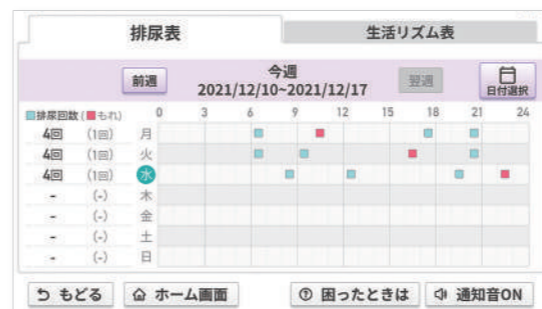 排尿表 生活リズム表
前週 今週 翌週 日付選択
2021/12/10~2021/12/17
排尿回数(もれ) 0 3 6 9 12 15 18 21 24
4回 (1回) 月
4回 (1回) 火
4回 (1回) 水
- (-) 木
- (-) 金
- (-) 土
- (-) 日
もどる ホーム画面 困ったときは 通知音ON